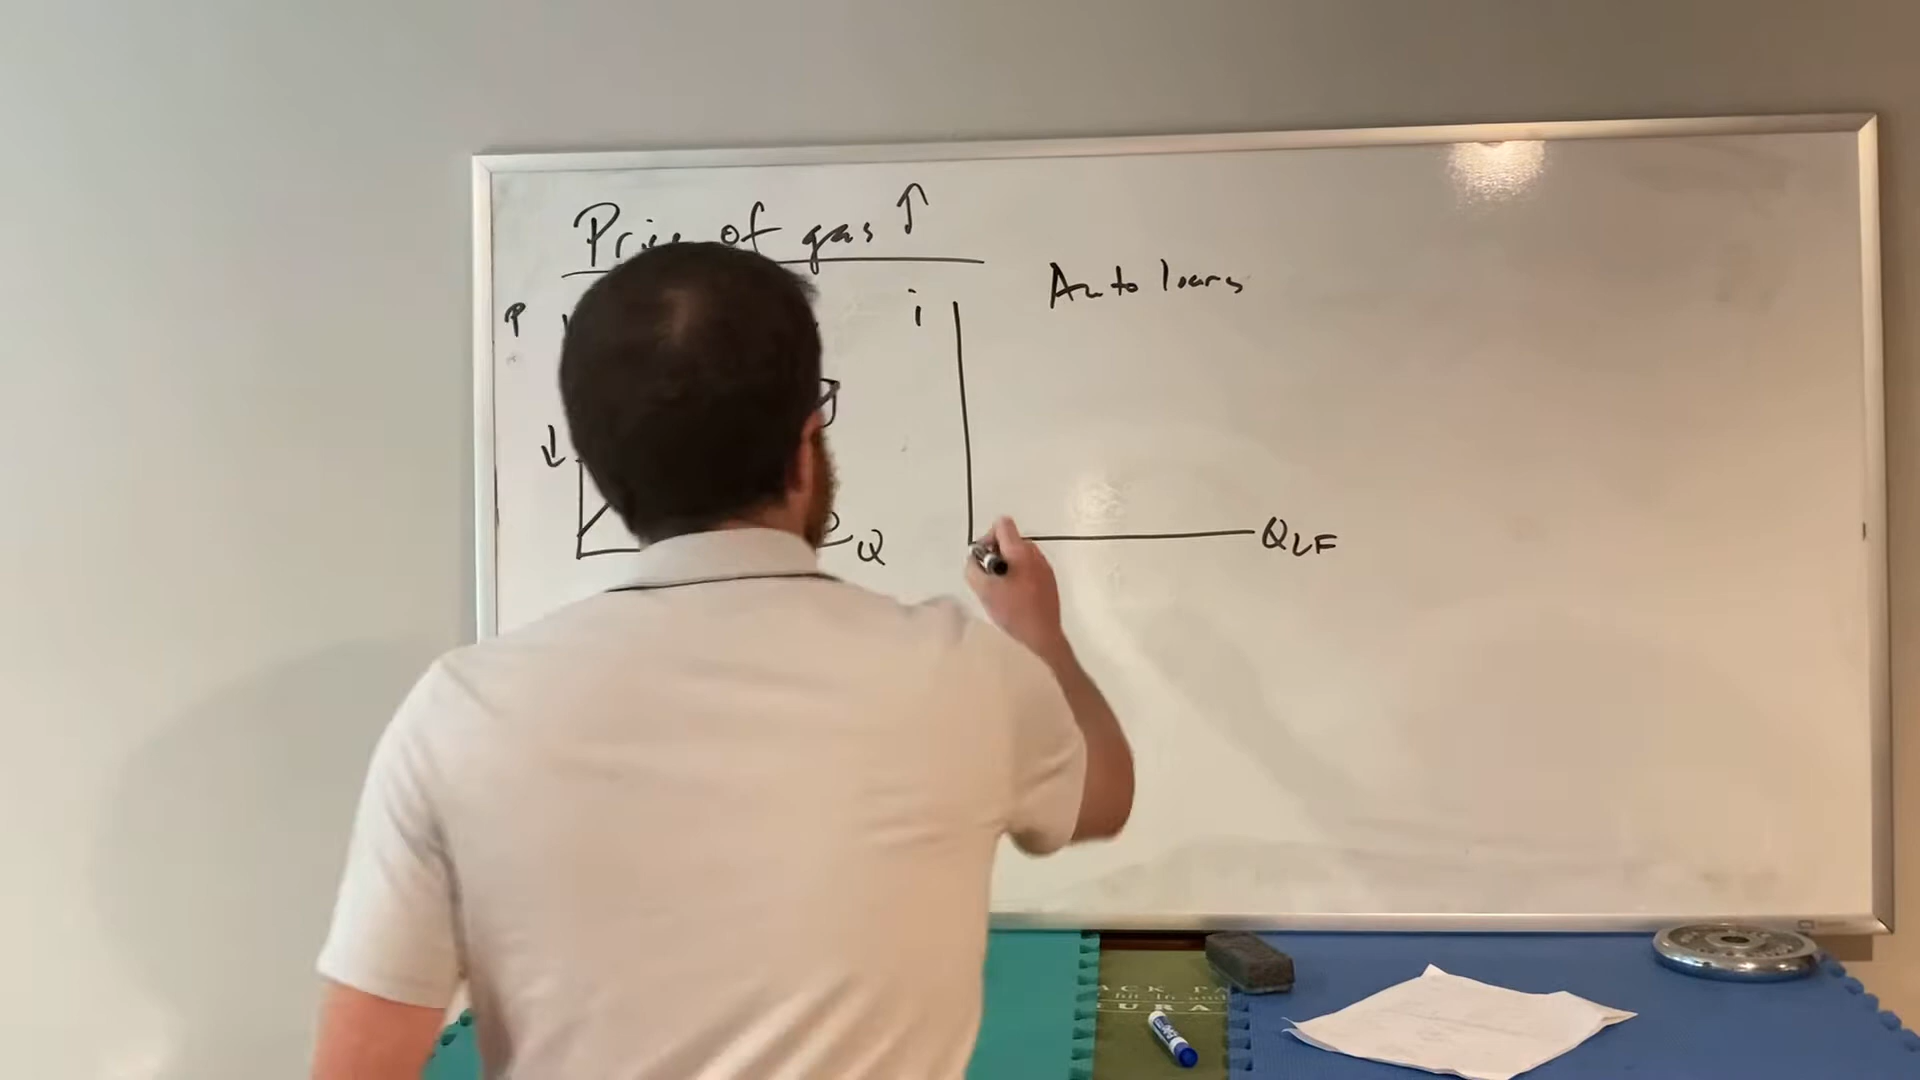 Price of gas ↑
Auto loans
P
i
↓
Q
QLF